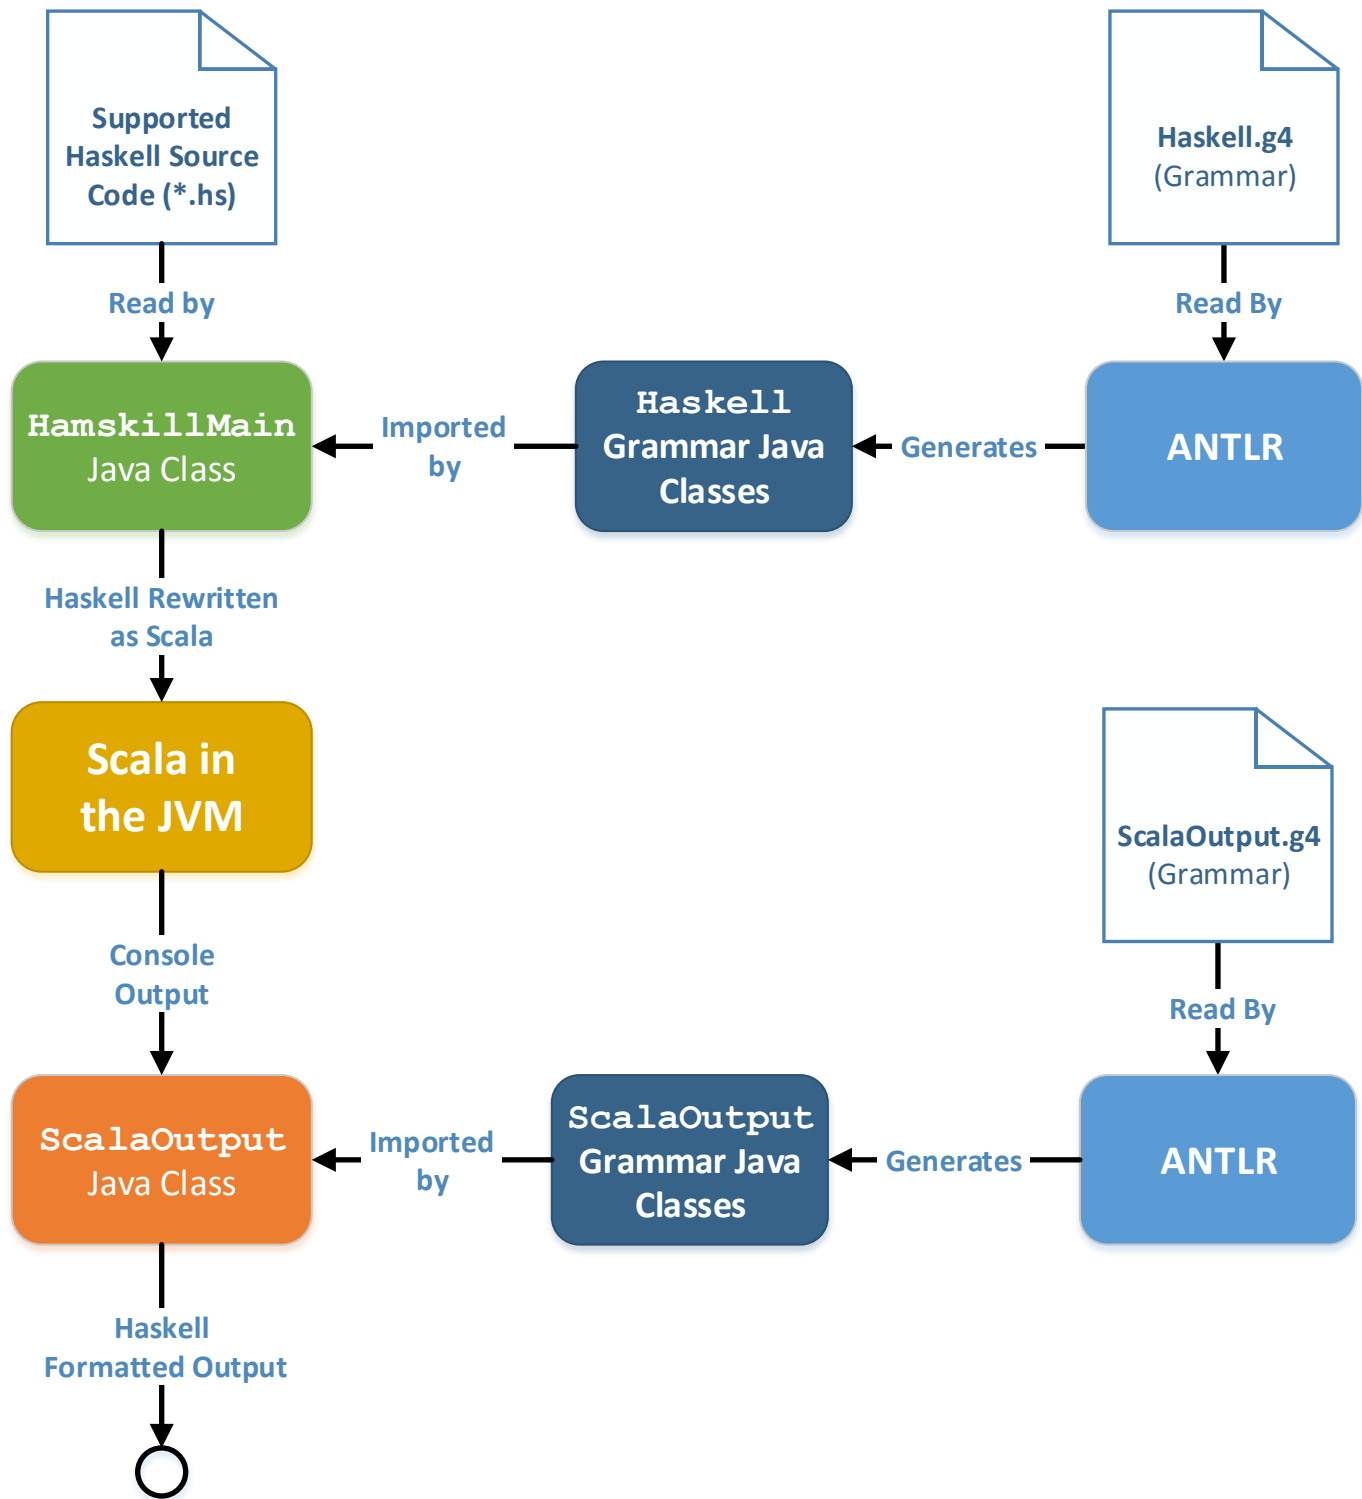 Supported
Haskell Source
Code (*.hs)
Haskell.g4
(Grammar)
Read by
Read By
HamskillMain
Java Class
Imported
by
Haskell
Grammar Java
Classes
Generates
ANTLR
Haskell Rewritten
as Scala
Scala in
the JVM
ScalaOutput.g4
(Grammar)
Console
Output
Read By
ScalaOutput
Java Class
Imported
by
ScalaOutput
Grammar Java
Classes
Generates
ANTLR
Haskell
Formatted Output